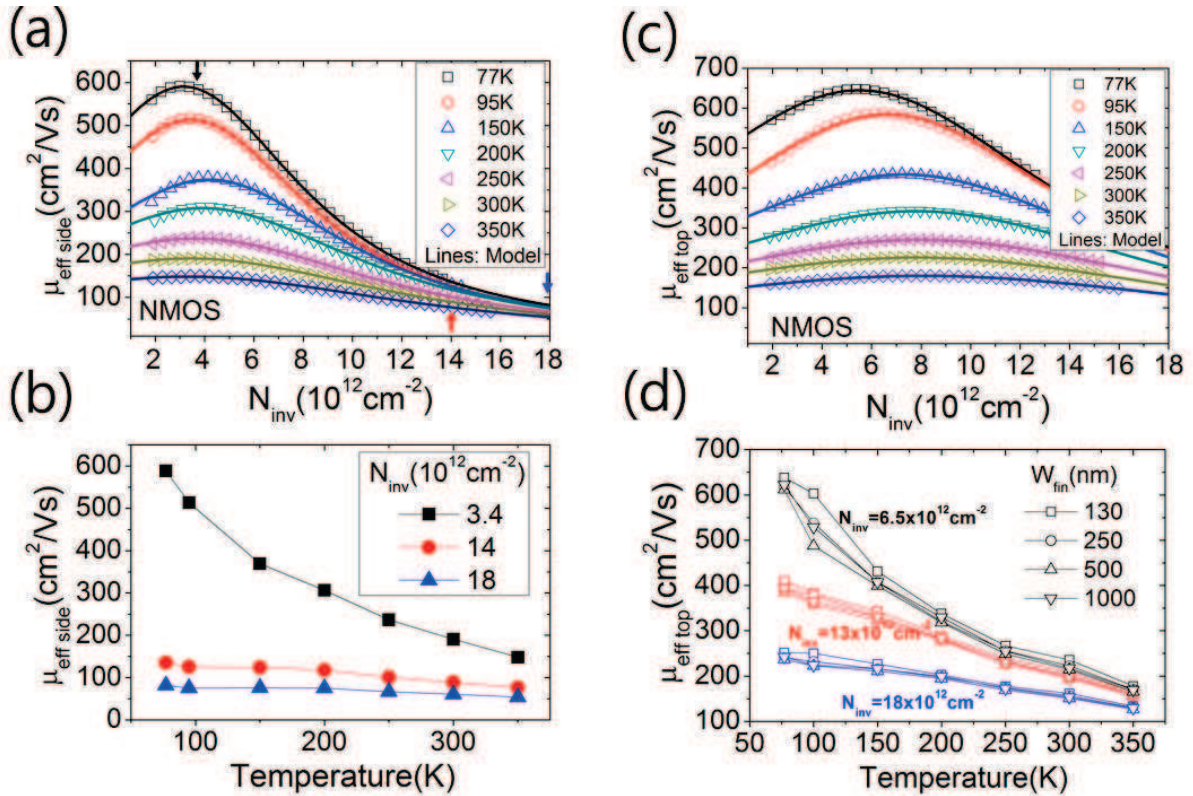 (a)
μeff side(cm²/Vs)
600
500
400
300
200
100
77K
95K
150K
200K
250K
300K
350K
Lines: Model
NMOS
2 4 6 8 10 12 14 16 18
Ninv(10¹²cm⁻²)
(c)
μeff top(cm²/Vs)
700
600
500
400
300
200
100
0
77K
95K
150K
200K
250K
300K
350K
Lines: Model
NMOS
2 4 6 8 10 12 14 16 18
Ninv(10¹²cm⁻²)
(b)
μeff side(cm²/Vs)
600
500
400
300
200
100
0
Ninv(10¹²cm⁻²)
3.4
14
18
100 200 300
Temperature(K)
(d)
μeff top(cm²/Vs)
700
600
500
400
300
200
100
Wfin(nm)
130
250
500
1000
Ninv=6.5x10¹²cm⁻²
Ninv=18x10¹²cm⁻²
50 100 150 200 250 300 350
Temperature(K)